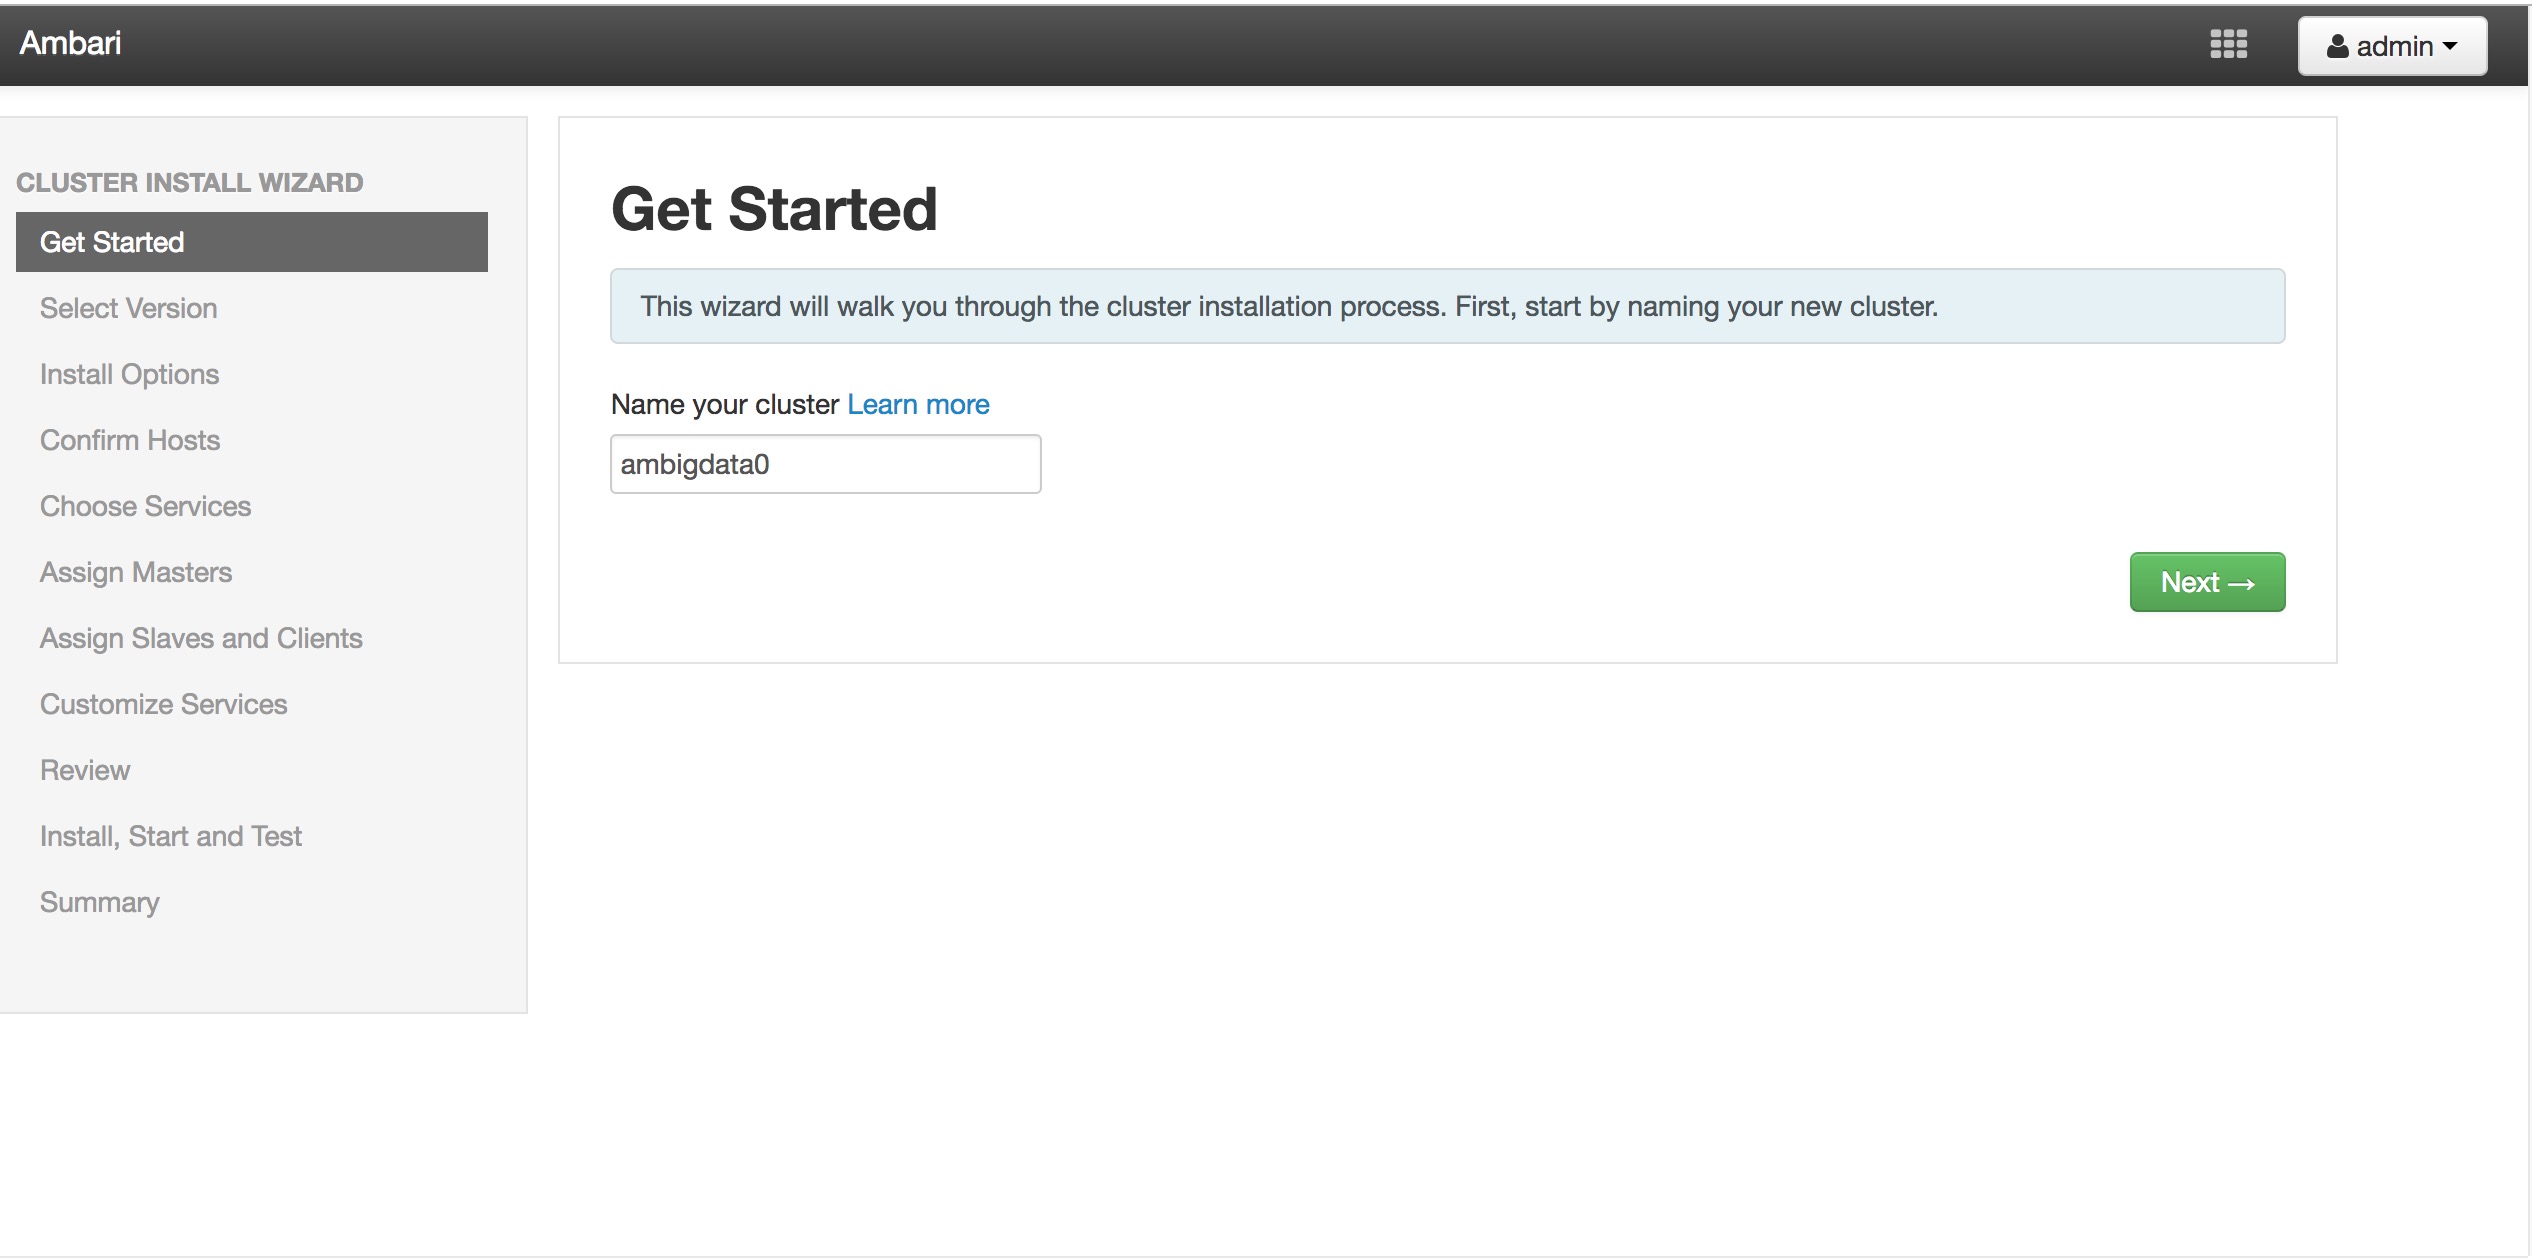 Ambari
admin
CLUSTER INSTALL WIZARD
Get Started
Select Version
Install Options
Confirm Hosts
Choose Services
Assign Masters
Assign Slaves and Clients
Customize Services
Review
Install, Start and Test
Summary
Get Started
This wizard will walk you through the cluster installation process. First, start by naming your new cluster.
Name your cluster Learn more
ambigdata0
Next →